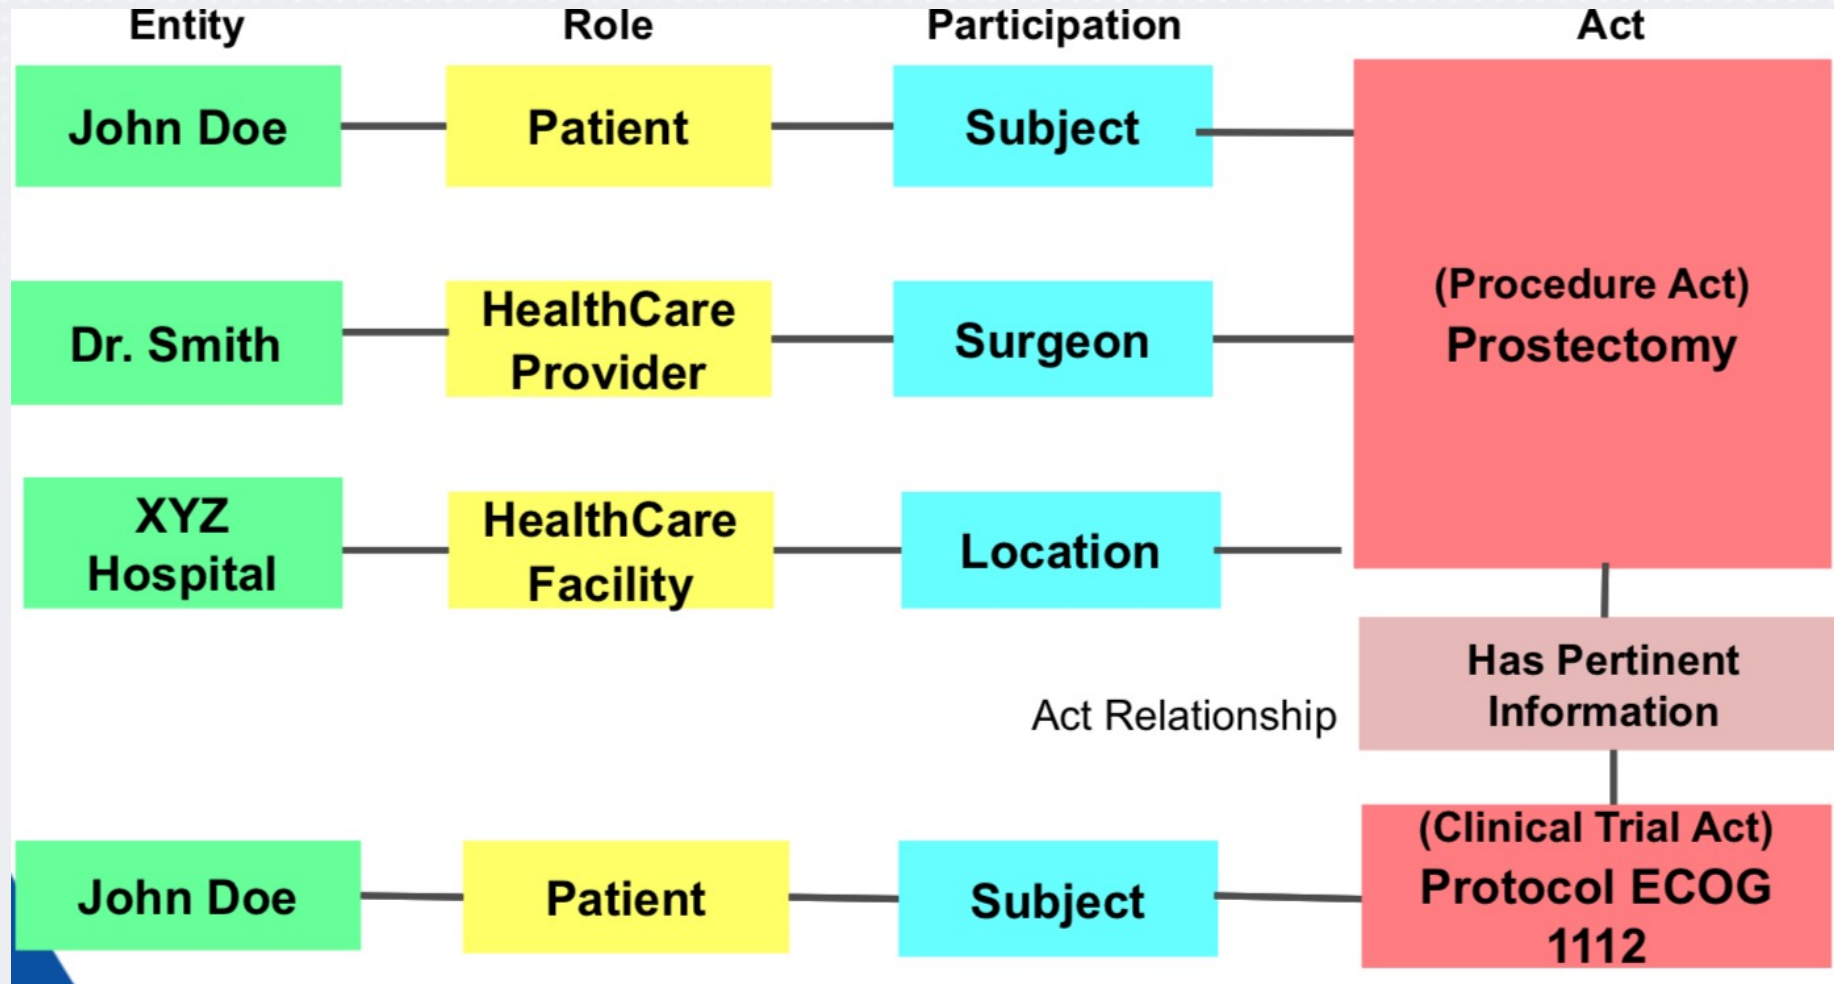 Entity Role Participation Act
John Doe Patient Subject
(Procedure Act)
Prostectomy
Dr. Smith
HealthCare
Provider
Surgeon
XYZ
Hospital
HealthCare
Facility
Location
Has Pertinent
Information
Act Relationship
John Doe Patient Subject
(Clinical Trial Act)
Protocol ECOG
1112